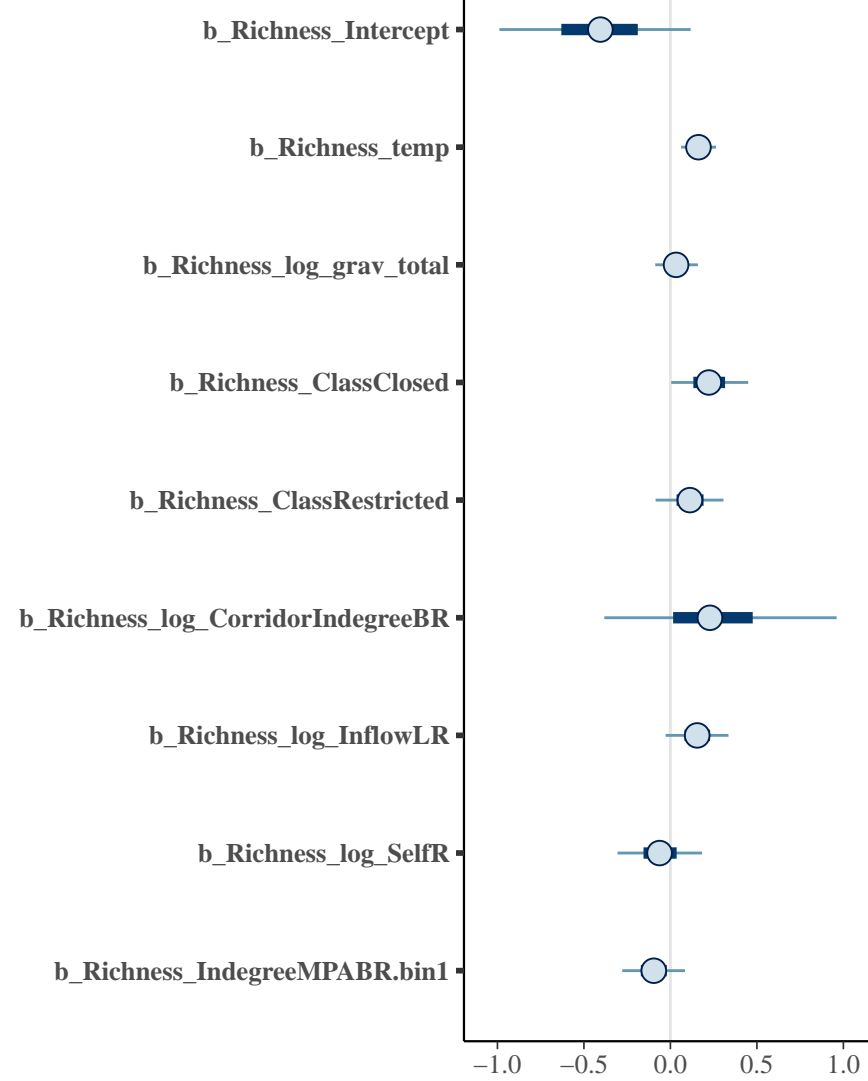 b_Richness_Intercept
b_Richness_temp
b_Richness_log_grav_total
b_Richness_ClassClosed
b_Richness_ClassRestricted
b_Richness_log_CorridorIndegreeBR
b_Richness_log_InflowLR
b_Richness_log_SelfR
b_Richness_IndegreeMPABR.bin1
−1.0 −0.5 0.0 0.5 1.0